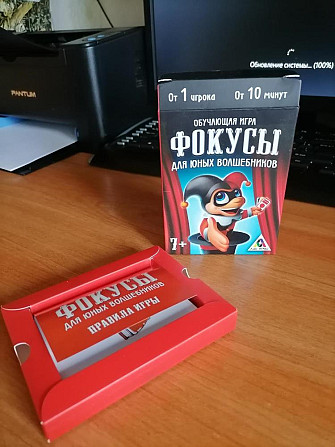 Обновление системы... (100%)
PANTUM
От 1 игрока
От 10 минут
ОБУЧАЮЩАЯ ИГРА
ФОКУСЫ
ДЛЯ ЮНЫХ ВОЛШЕБНИКОВ
7+
ФОКУСЫ
ДЛЯ ЮНЫХ ВОЛШЕБНИКОВ
ПРАВИЛА ИГРЫ